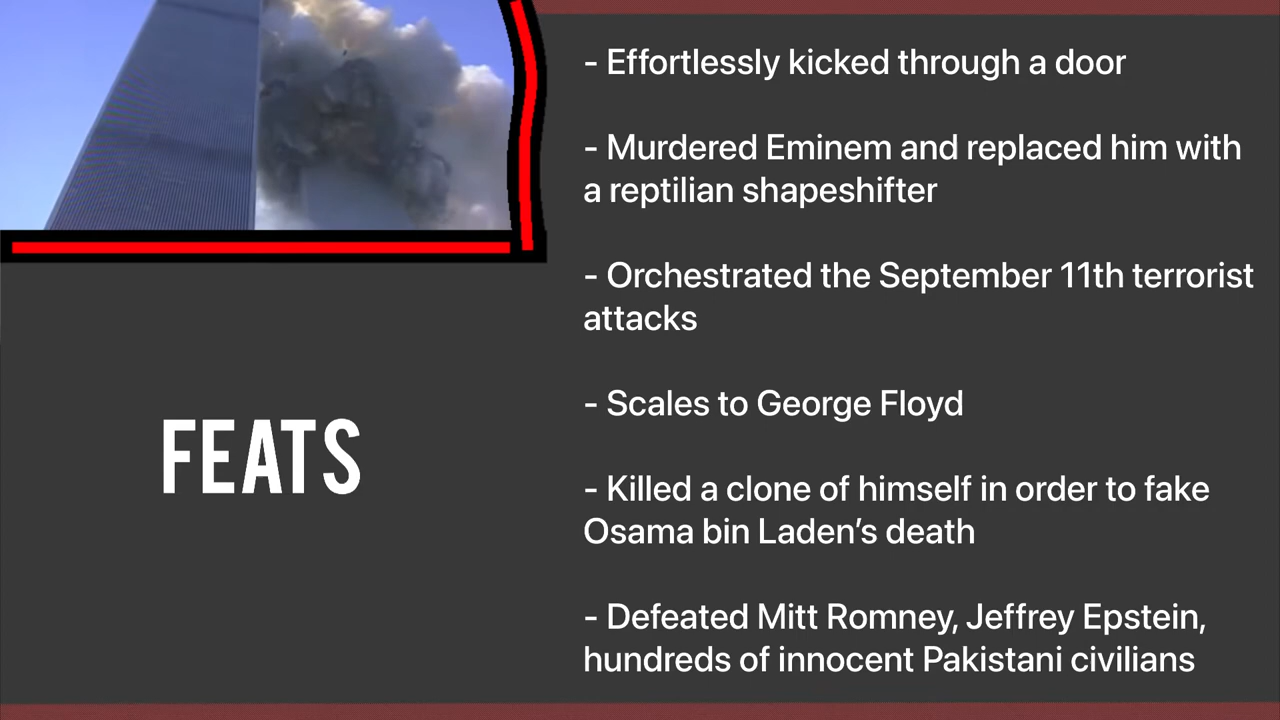 - Effortlessly kicked through a door
- Murdered Eminem and replaced him with
a reptilian shapeshifter
- Orchestrated the September 11th terrorist
attacks
- Scales to George Floyd
FEATS
- Killed a clone of himself in order to fake
Osama bin Laden’s death
- Defeated Mitt Romney, Jeffrey Epstein,
hundreds of innocent Pakistani civilians